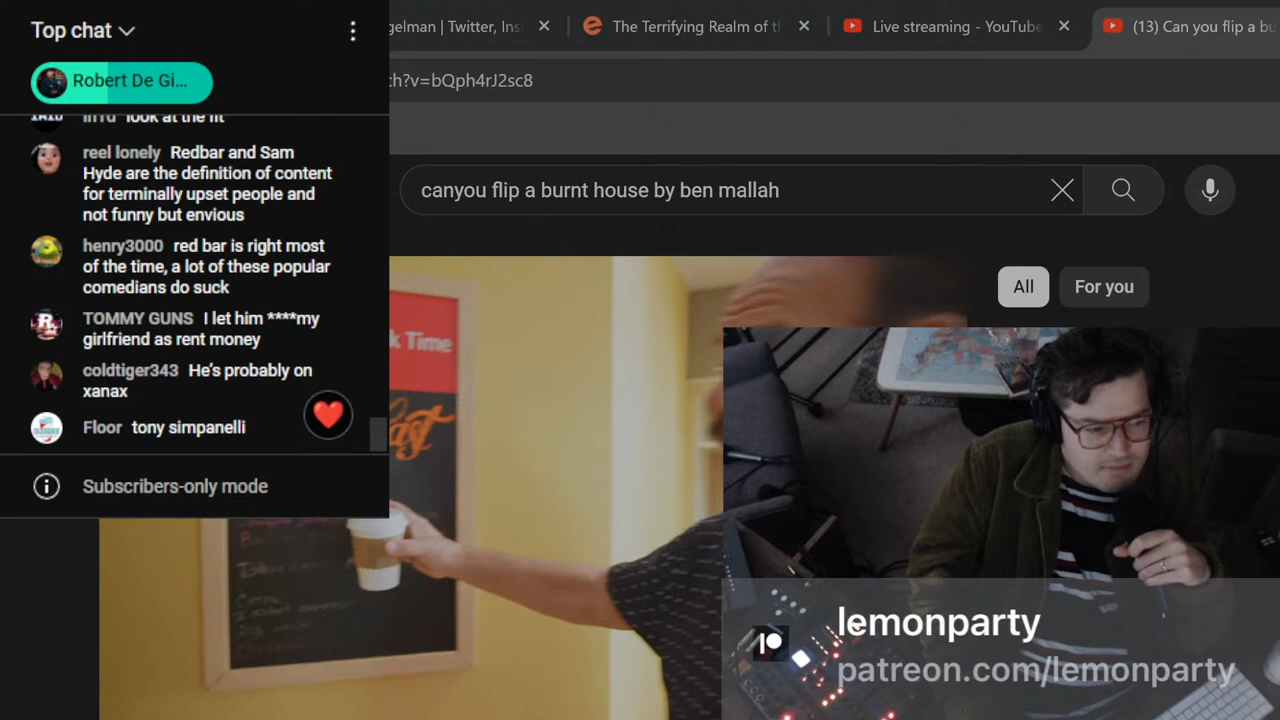 Top chat
gelman | Twitter, Ins
The Terrifying Realm of t
Live streaming - YouTube
(13) Can you flip a bu
Robert De Gi...
ch?v=bQph4rJ2sc8
look at the fit
reel lonely Redbar and Sam
Hyde are the definition of content
for terminally upset people and
not funny but envious
canyou flip a burnt house by ben mallah
henry3000 red bar is right most
of the time, a lot of these popular
comedians do suck
All
For you
TOMMY GUNS I let him ****my
girlfriend as rent money
k Time
coldtiger343 He's probably on
xanax
Floor tony simpanelli
Subscribers-only mode
lemonparty
patreon.com/lemonparty